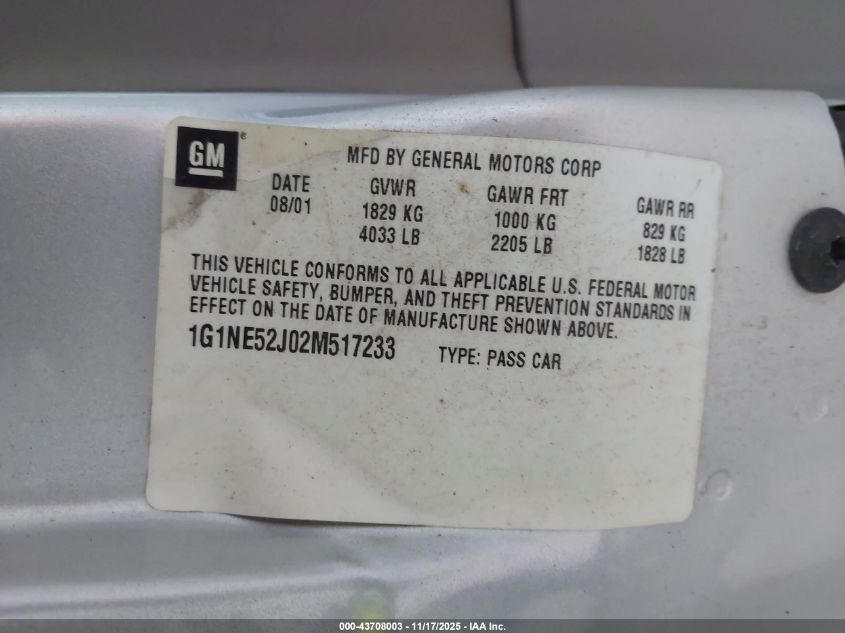 GM ®
MFD BY GENERAL MOTORS CORP
DATE GVWR GAWR FRT GAWR RR
08/01 1829 KG 1000 KG 829 KG
4033 LB 2205 LB 1828 LB
THIS VEHICLE CONFORMS TO ALL APPLICABLE U.S. FEDERAL MOTOR
VEHICLE SAFETY, BUMPER, AND THEFT PREVENTION STANDARDS IN
EFFECT ON THE DATE OF MANUFACTURE SHOWN ABOVE.
1G1NE52J02M517233 TYPE: PASS CAR
000-43708003 - 11/17/2025 - IAA Inc.